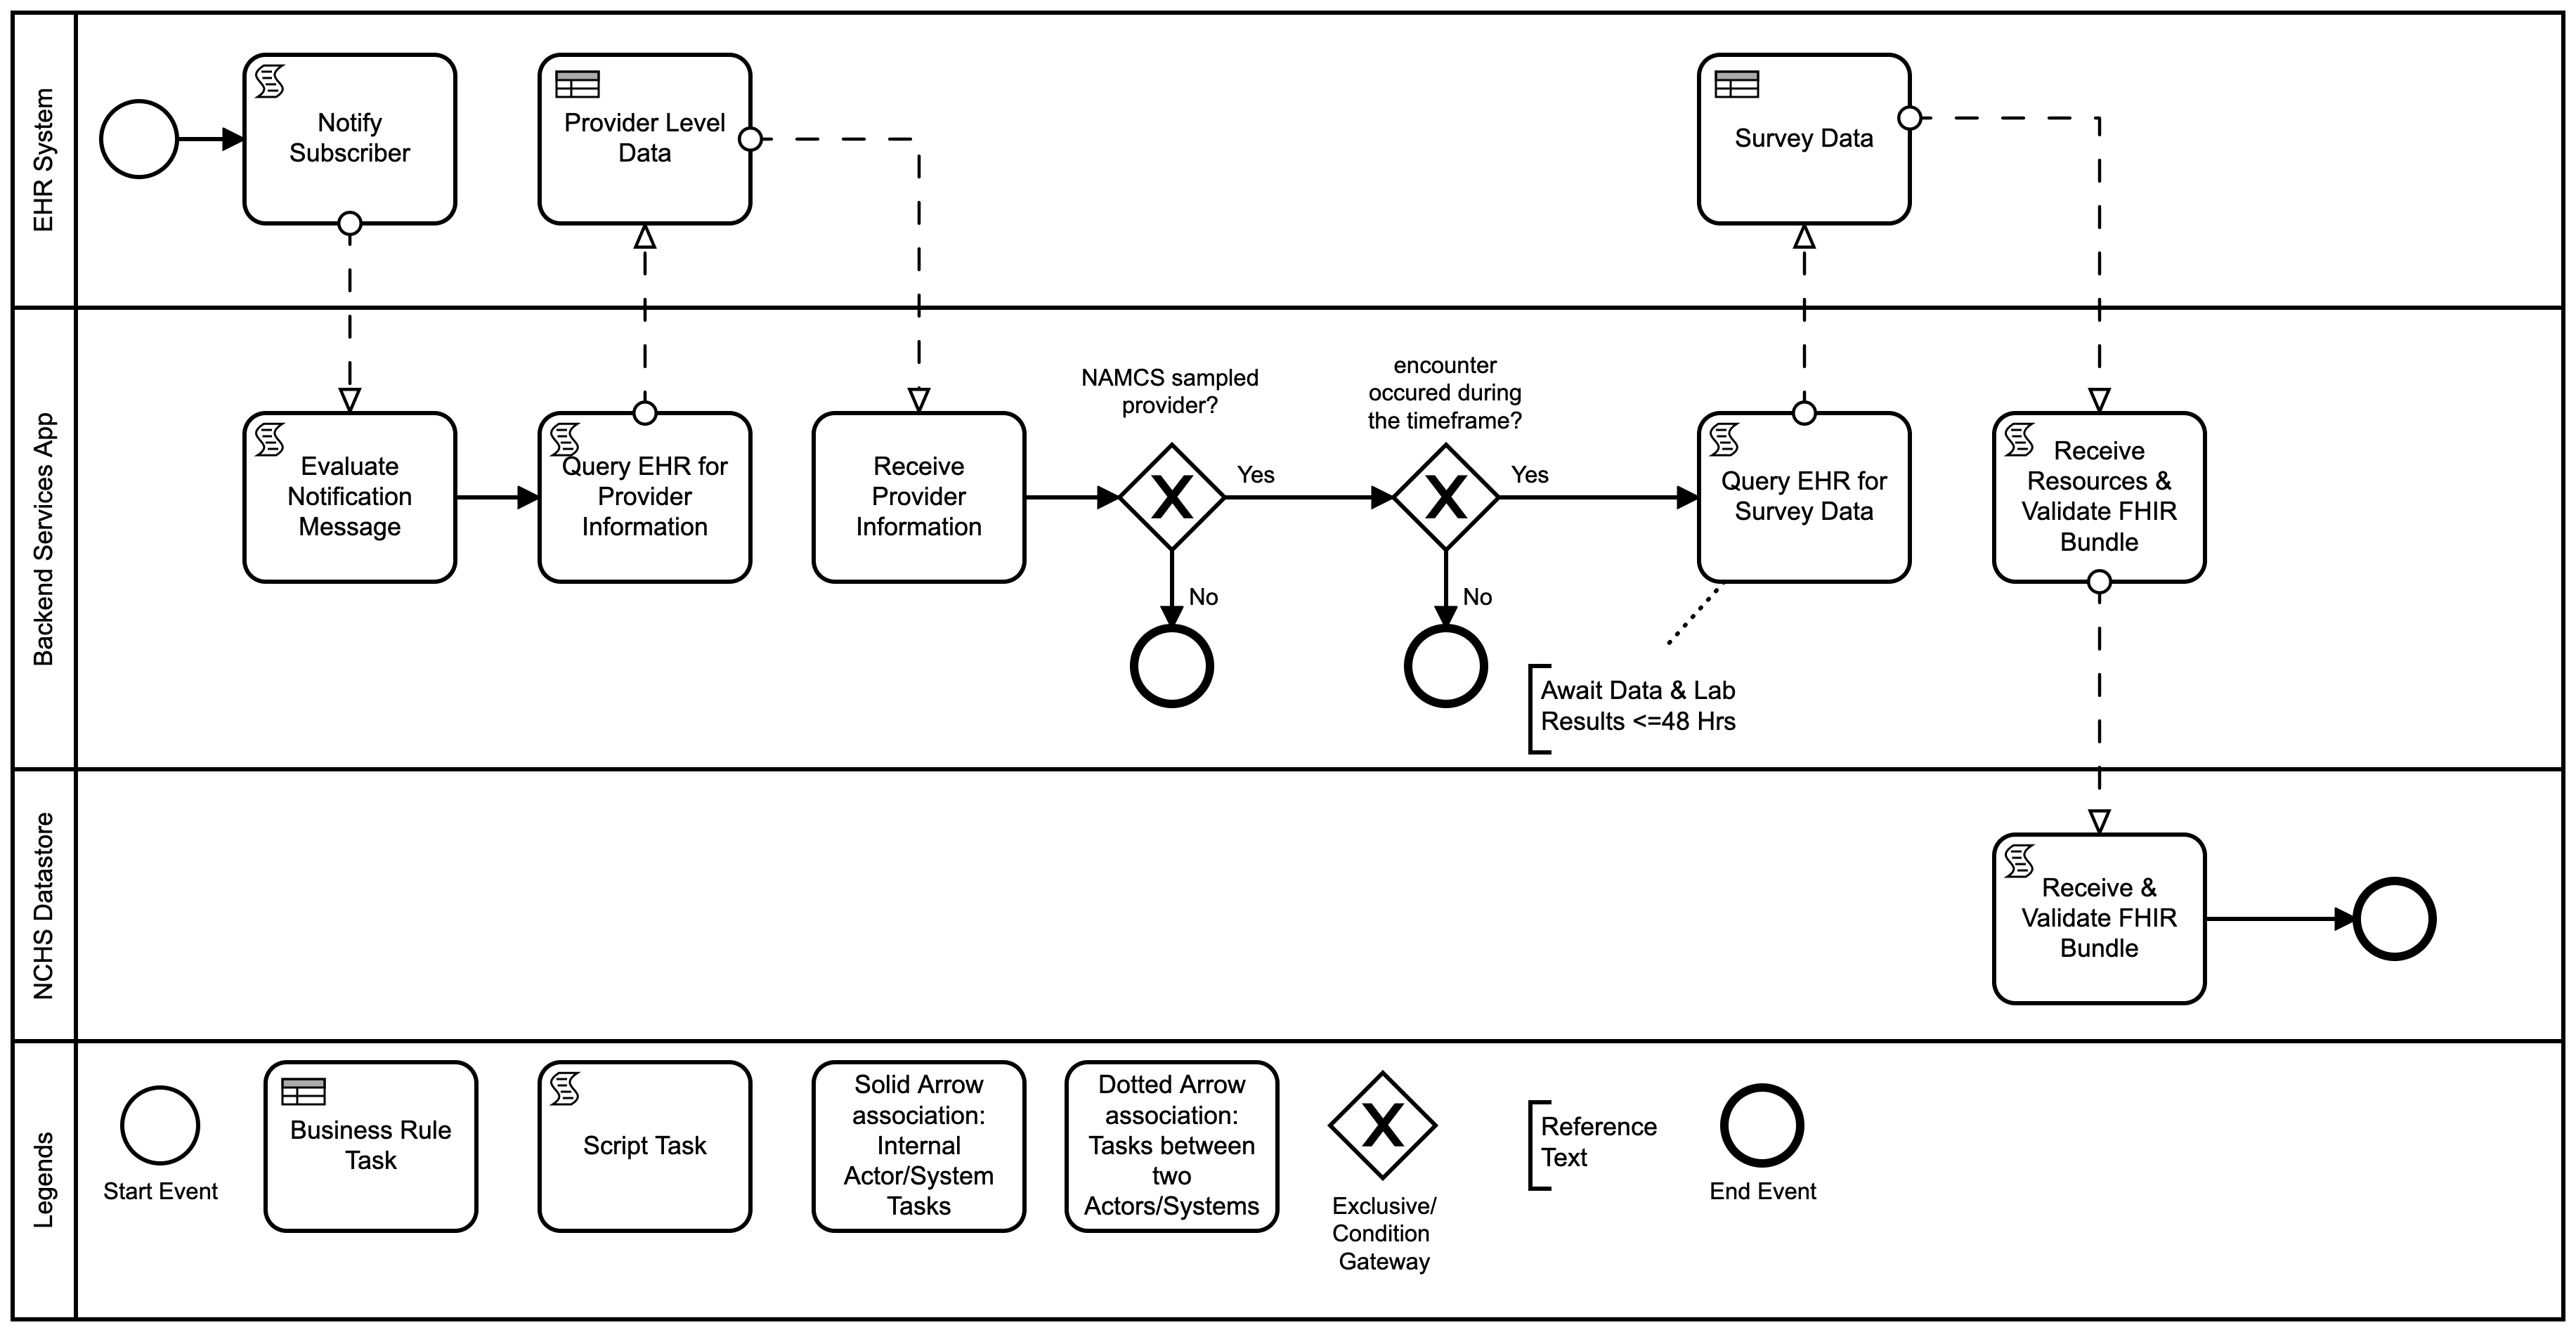 EHR System
Notify
Subscriber
Provider Level
Data
Survey Data
Backend Services App
Evaluate
Notification
Message
Query EHR for
Provider
Information
Receive
Provider
Information
NAMCS sampled
provider?
Yes
No
encounter
occured during
the timeframe?
Yes
No
Query EHR for
Survey Data
Await Data & Lab
Results <=48 Hrs
Receive
Resources &
Validate FHIR
Bundle
NCHS Datastore
Receive &
Validate FHIR
Bundle
Legends
Start Event
Business Rule
Task
Script Task
Solid Arrow
association:
Internal
Actor/System
Tasks
Dotted Arrow
association:
Tasks between
two
Actors/Systems
Exclusive/
Condition
Gateway
Reference
Text
End Event